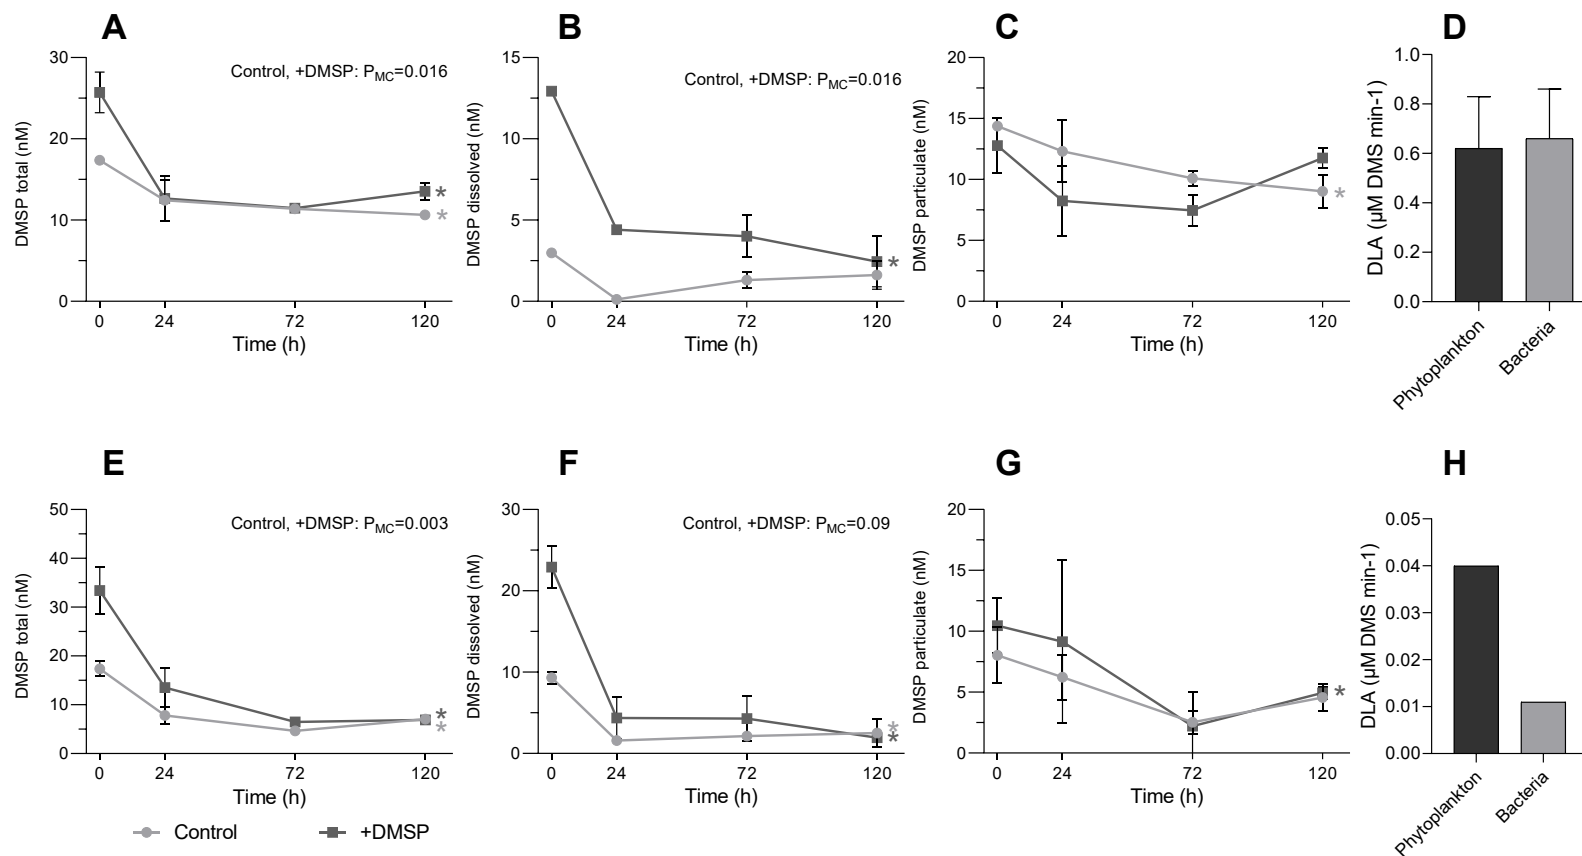 A
B
C
D
Control, +DMSP: PMC=0.016
Control, +DMSP: PMC=0.016
DMSP total (nM)
30
20
10
0
0
24
72
120
Time (h)
*
*
DMSP dissolved (nM)
15
10
5
0
0
24
72
120
Time (h)
*
DMSP particulate (nM)
20
15
10
5
0
0
24
72
120
Time (h)
*
DLA (µM DMS min-1)
1.0
0.8
0.6
0.4
0.2
0.0
Phytoplankton
Bacteria
E
F
G
H
Control, +DMSP: PMC=0.003
Control, +DMSP: PMC=0.09
DMSP total (nM)
50
40
30
20
10
0
0
24
72
120
Time (h)
*
*
DMSP dissolved (nM)
30
20
10
0
0
24
72
120
Time (h)
*
*
DMSP particulate (nM)
20
15
10
5
0
0
24
72
120
Time (h)
*
DLA (µM DMS min-1)
0.05
0.04
0.03
0.02
0.01
0.00
Phytoplankton
Bacteria
Control
+DMSP